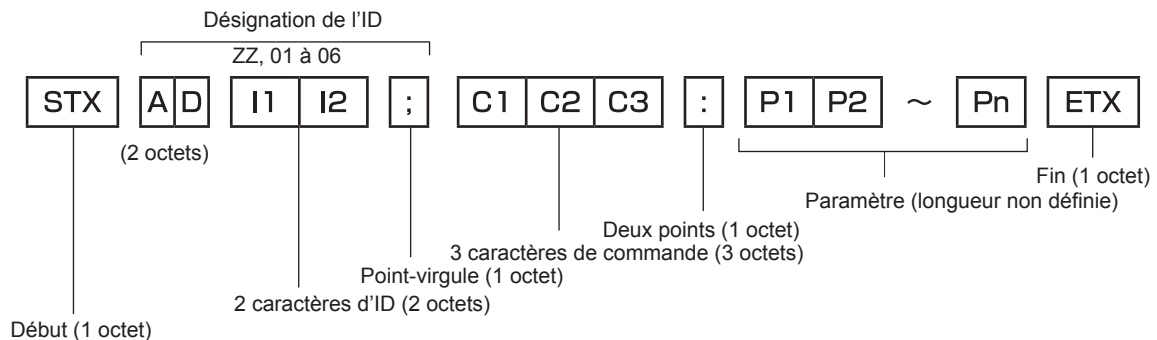 Désignation de l'ID
ZZ, 01 à 06
STX A D I1 I2 ; C1 C2 C3 : P1 P2 ~ Pn ETX
(2 octets)
Fin (1 octet)
Paramètre (longueur non définie)
Deux points (1 octet)
3 caractères de commande (3 octets)
Point-virgule (1 octet)
2 caractères d'ID (2 octets)
Début (1 octet)